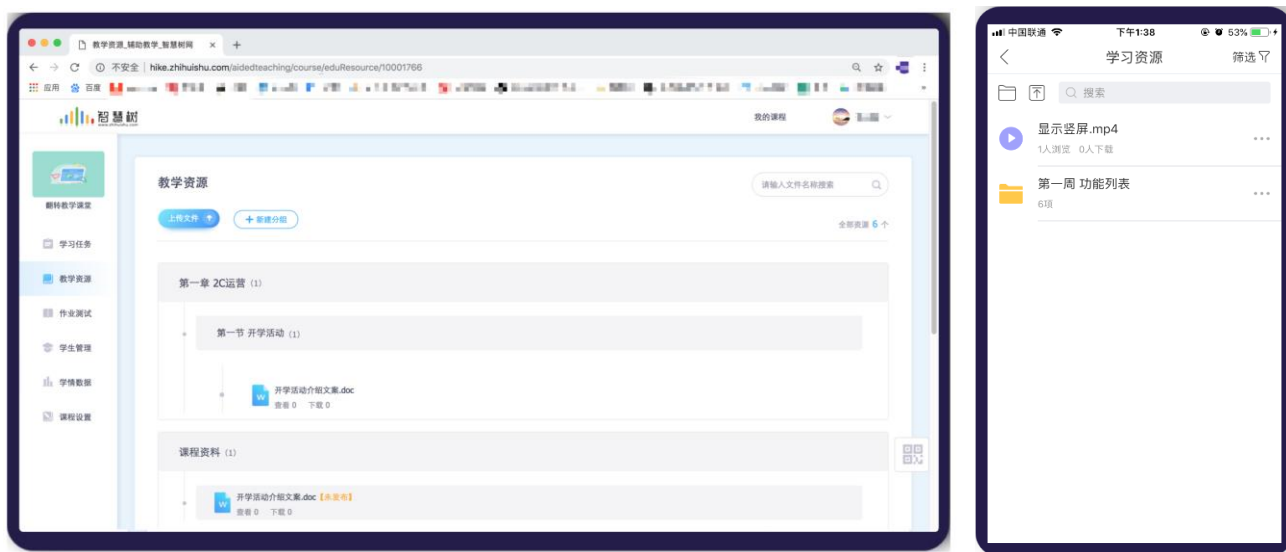 教学资源_辅助教学_智慧树网 × +
不安全 | hike.zhihuishu.com/aidedteaching/course/eduResource/10001766
应用 百度
智慧树
我的课程
翻转教学课堂
学习任务
教学资源
作业测试
学生管理
学情数据
课程设置
教学资源
请输入文件名称搜索
上传文件
+ 新建分组
全部资源 6 个
第一章 2C运营 (1)
第一节 开学活动 (1)
开学活动介绍文案.doc
查看 0 下载 0
课程资料 (1)
开学活动介绍文案.doc【未发布】
查看 0 下载 0
中国联通 下午1:38 53%
学习资源 筛选
搜索
显示竖屏.mp4
1人浏览 0人下载
第一周 功能列表
6项